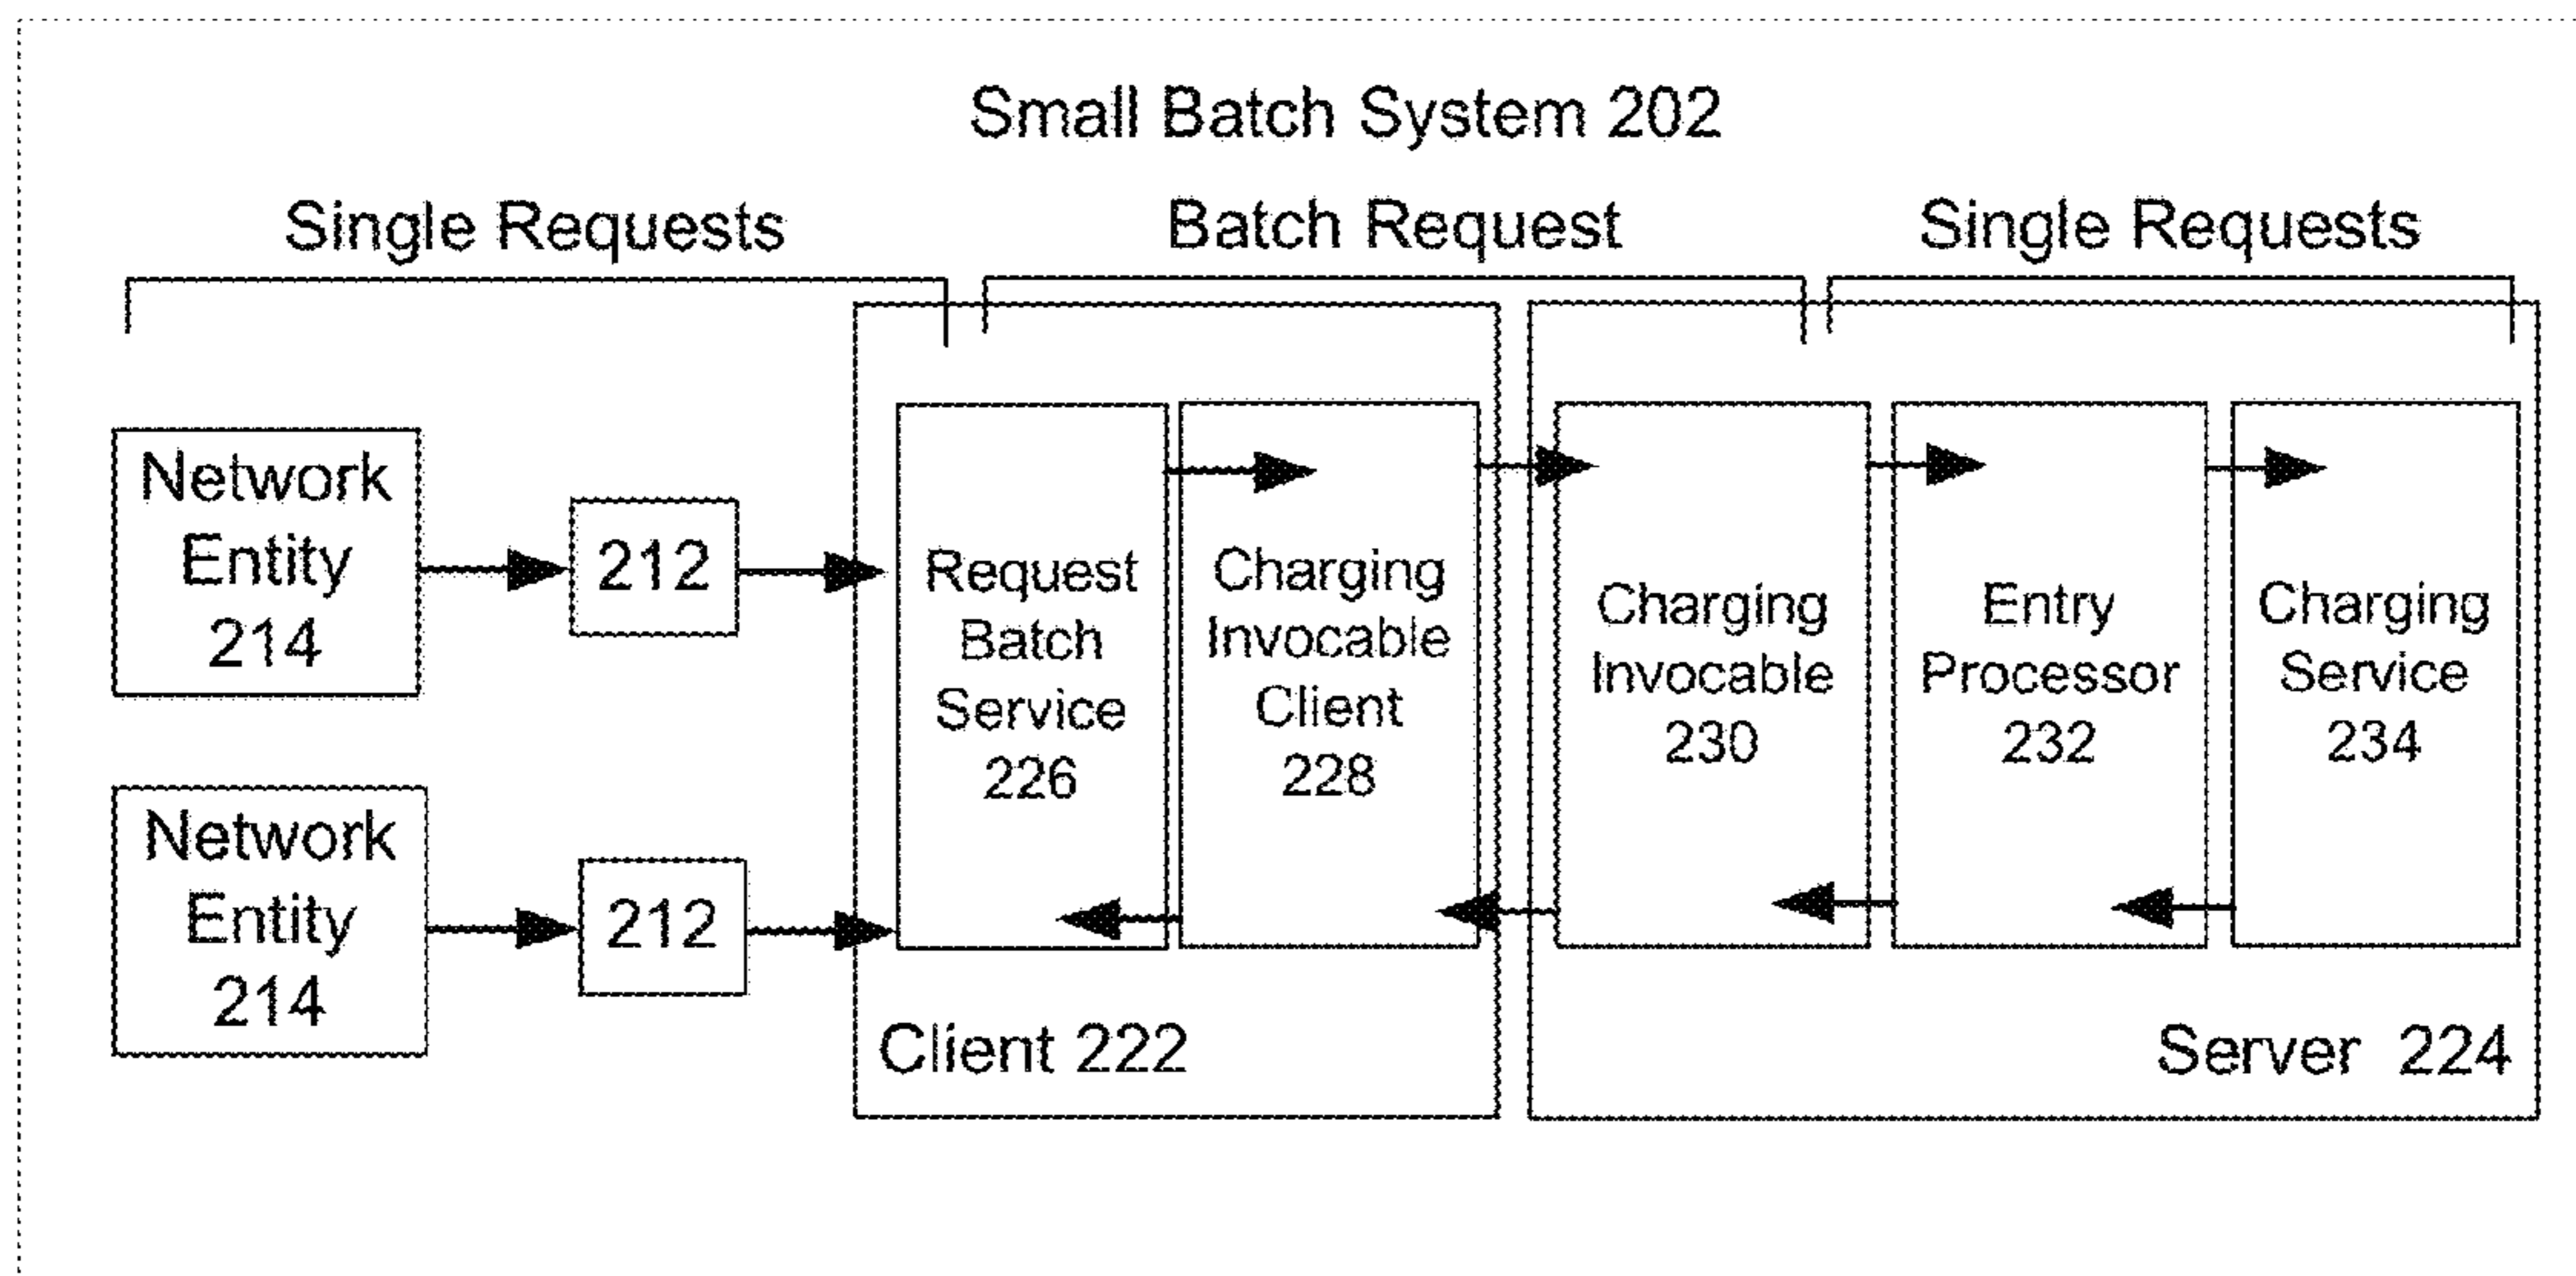 Small Batch System 202
Single Requests
Batch Request
Single Requests
Network
Entity
214
212
Network
Entity
214
212
Request
Batch
Service
226
Charging
Invocable
Client
228
Client 222
Charging
Invocable
230
Entry
Processor
232
Charging
Service
234
Server 224